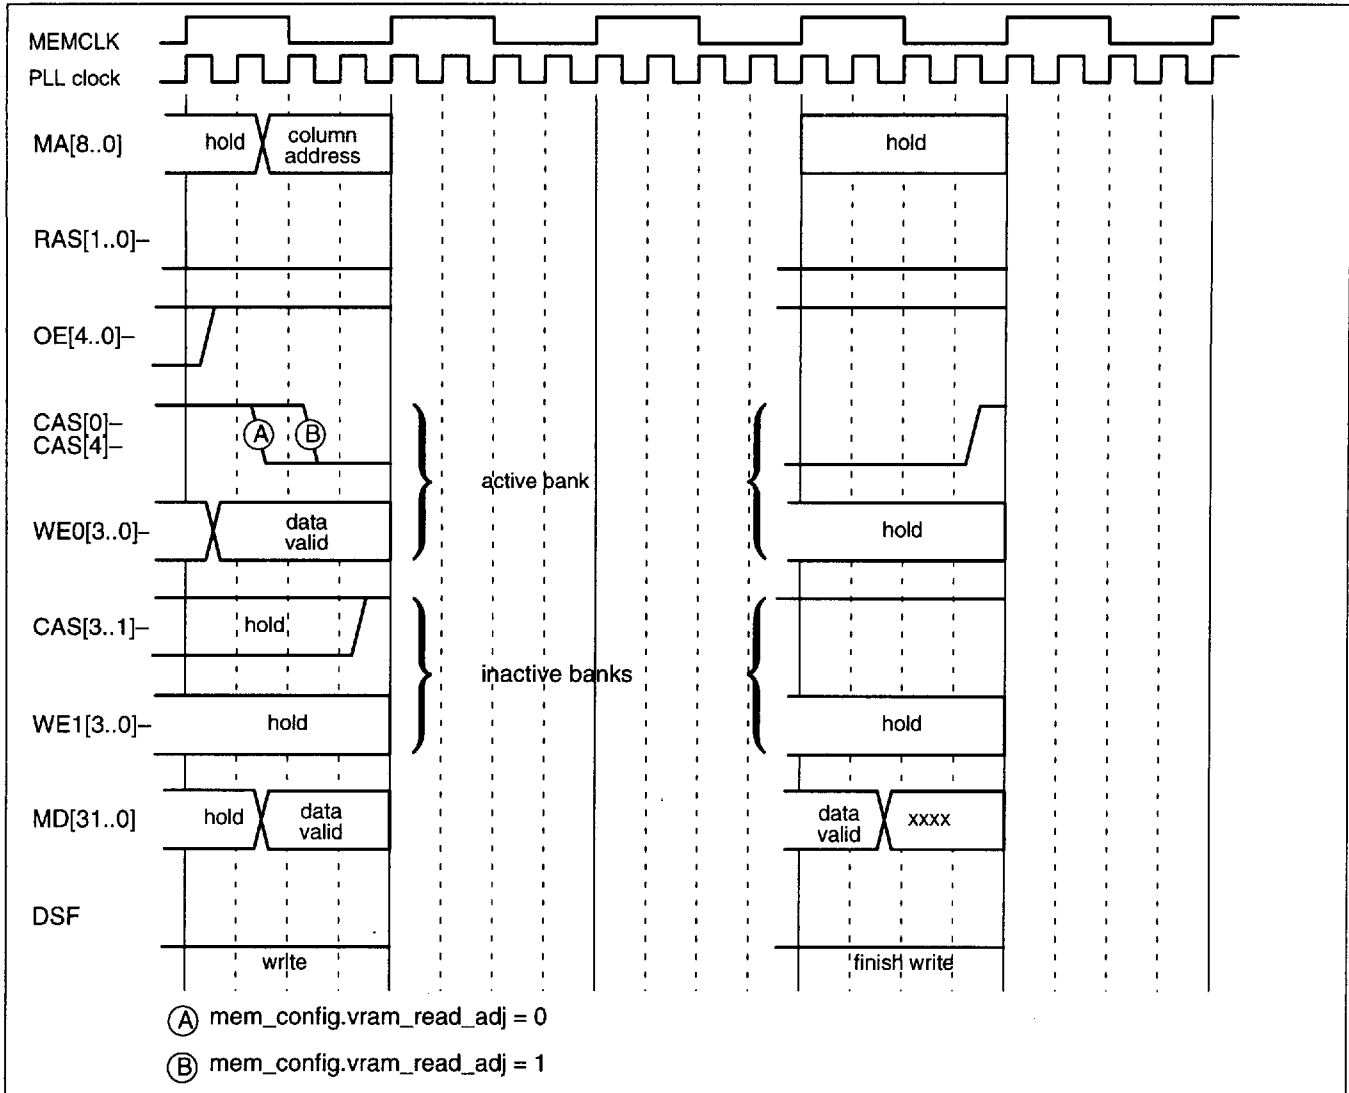 MEMCLK
PLL clock
MA[8..0]
hold
column
address
hold
RAS[1..0]–
OE[4..0]–
CAS[0]–
CAS[4]–
A
B
active bank
WE0[3..0]–
data
valid
hold
CAS[3..1]–
hold
inactive banks
WE1[3..0]–
hold
hold
MD[31..0]
hold
data
valid
data
valid
xxxx
DSF
write
finish write
A mem_config.vram_read_adj = 0
B mem_config.vram_read_adj = 1